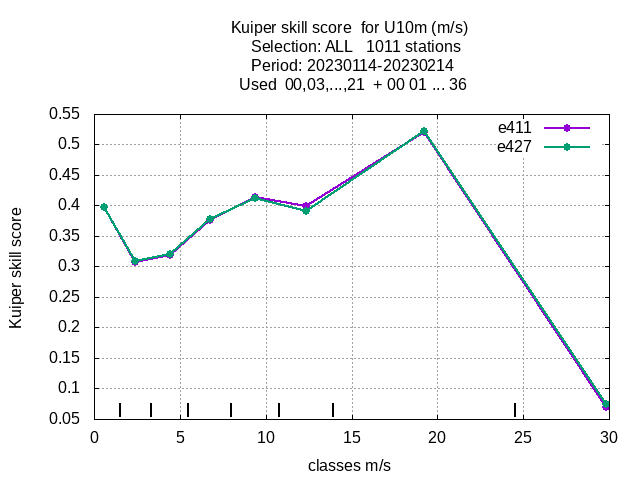 Kuiper skill score  for U10m (m/s)
Selection: ALL   1011 stations
Period: 20230114-20230214
Used  00,03,...,21  + 00 01 ... 36
e411
e427
0.55
0.5
0.45
0.4
0.35
0.3
0.25
0.2
0.15
0.1
0.05
Kuiper skill score
0 5 10 15 20 25 30
classes m/s